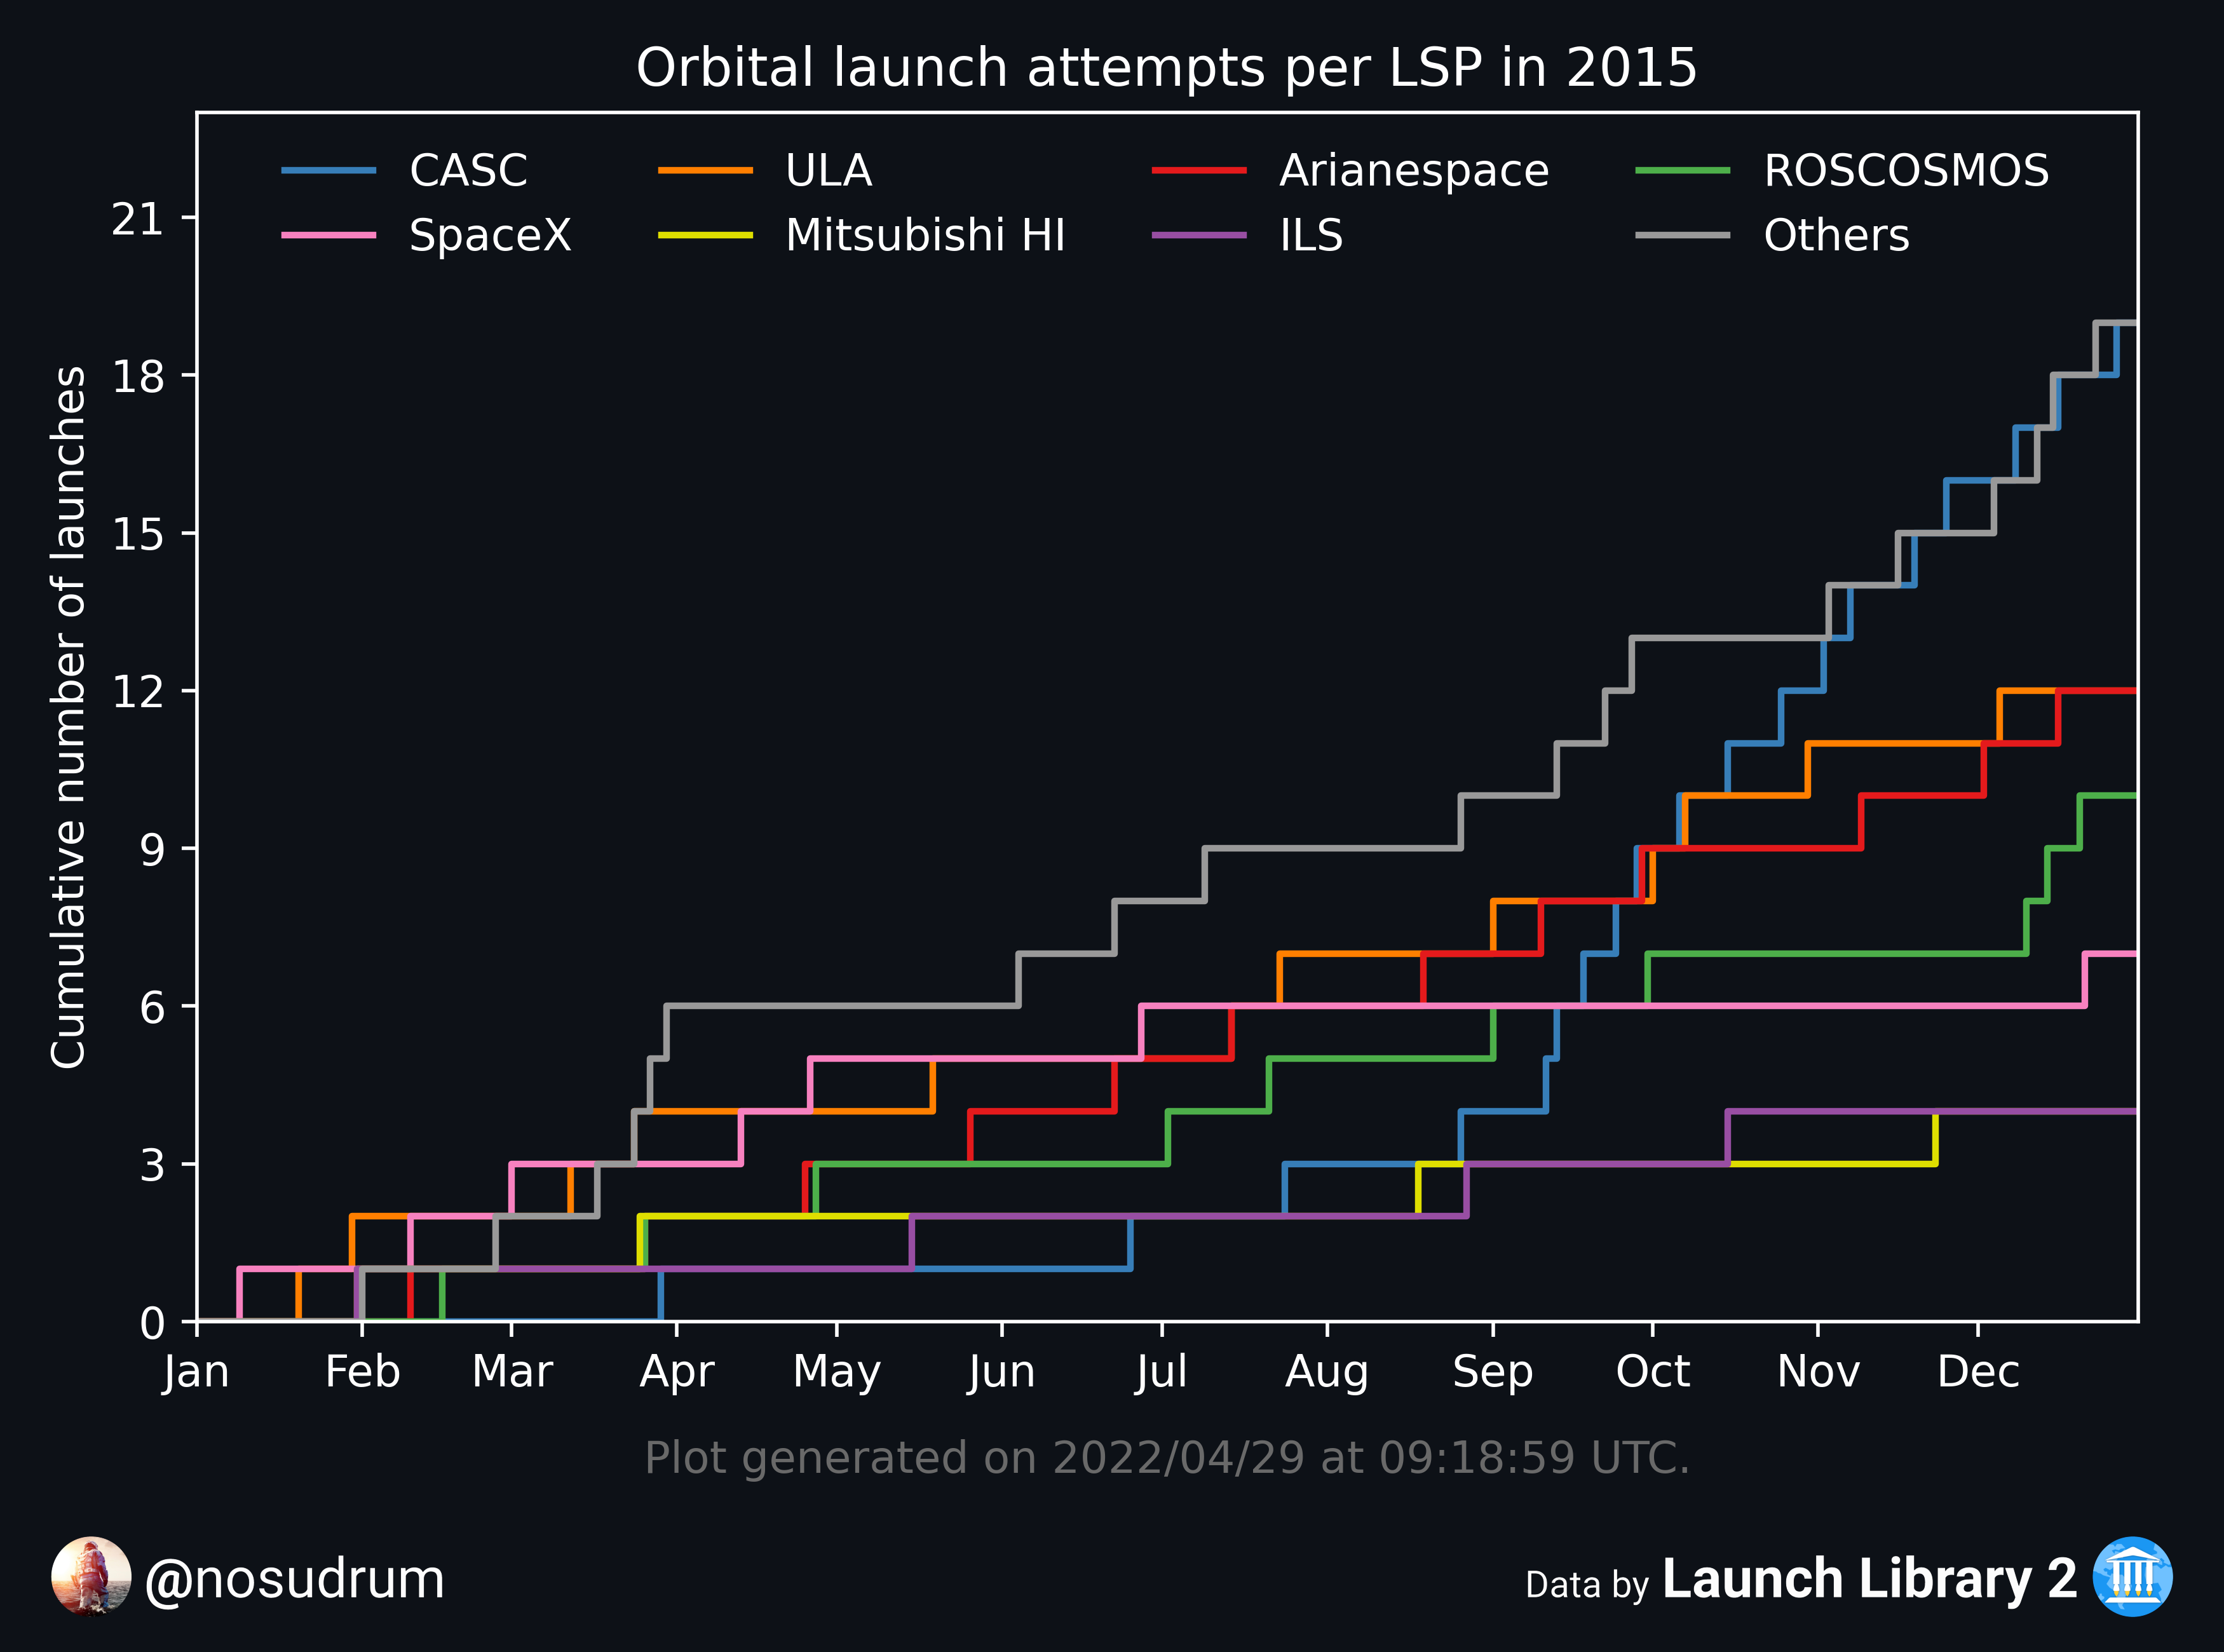 Orbital launch attempts per LSP in 2015
CASC ULA Arianespace ROSCOSMOS
SpaceX Mitsubishi HI ILS Others
Cumulative number of launches
21
18
15
12
9
6
3
0
Jan Feb Mar Apr May Jun Jul Aug Sep Oct Nov Dec
Plot generated on 2022/04/29 at 09:18:59 UTC.
@nosudrum
Data by Launch Library 2